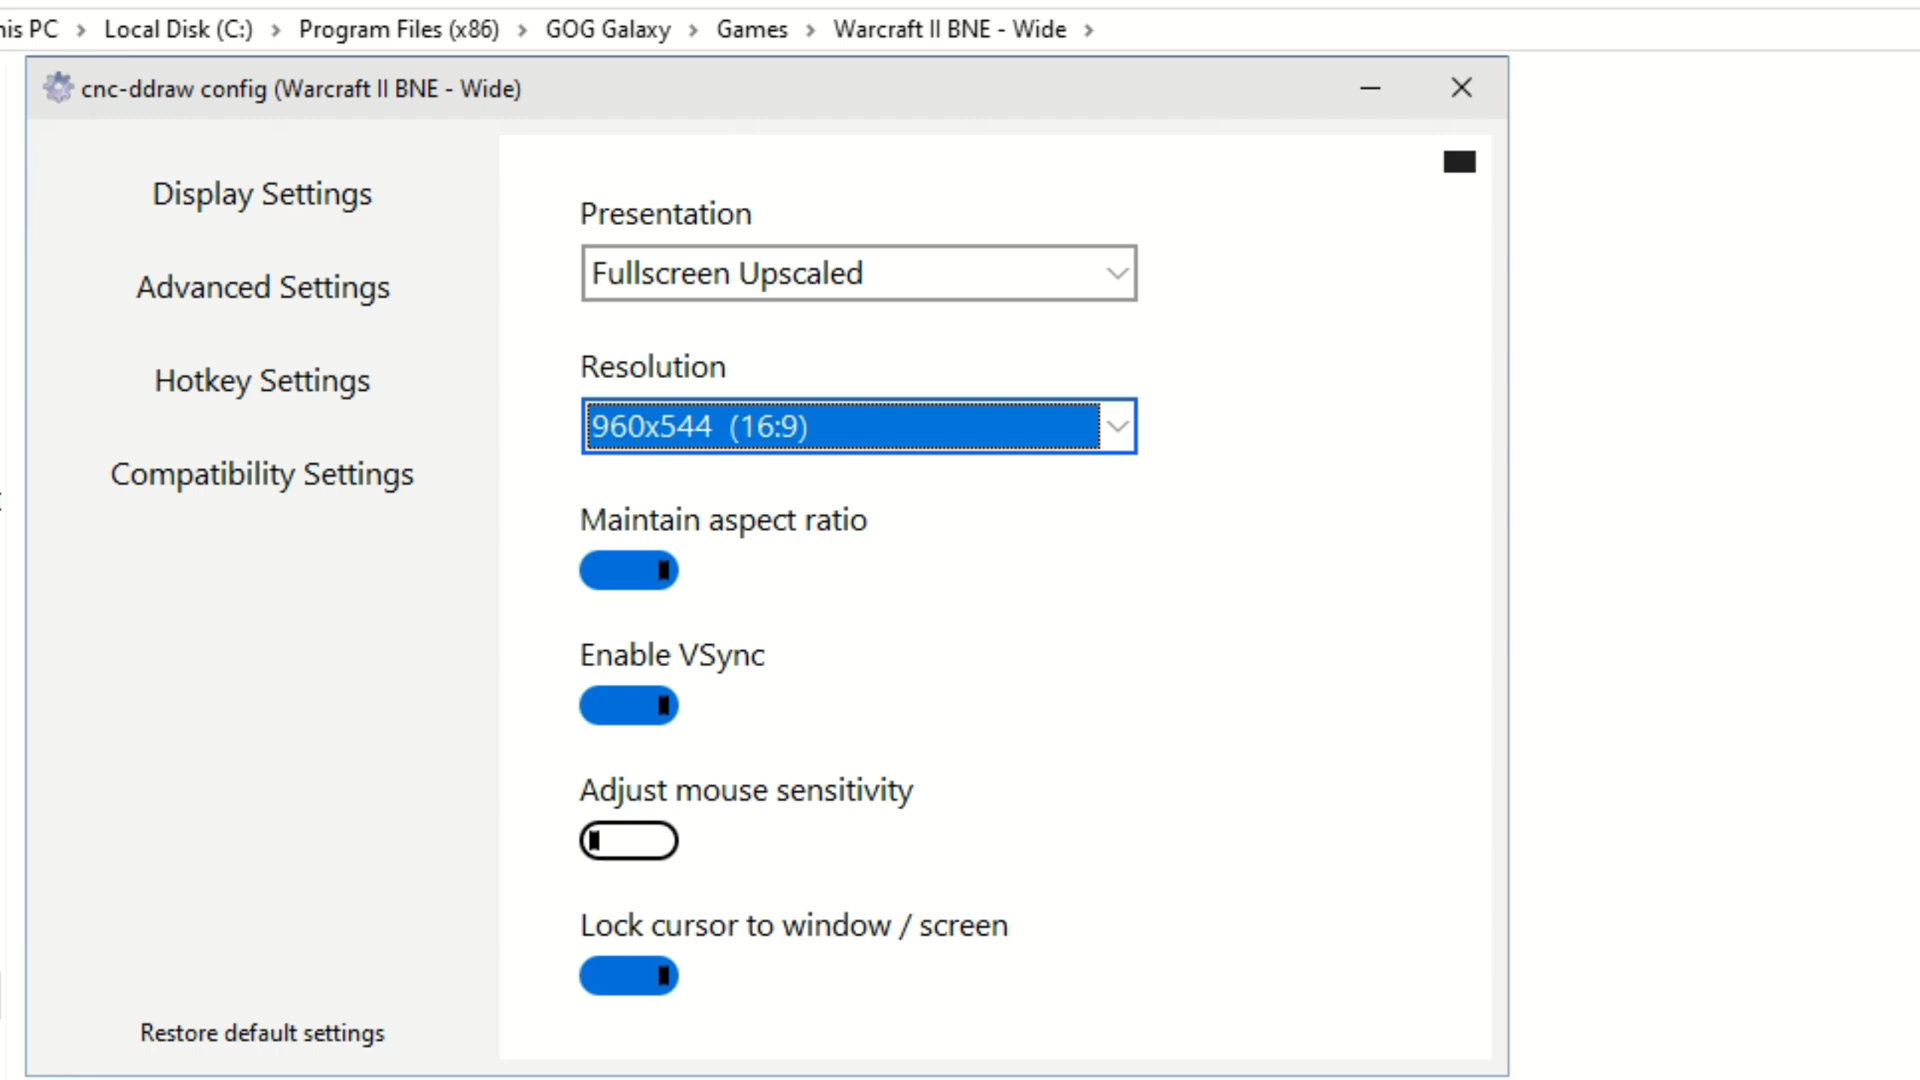 his PC > Local Disk (C:) > Program Files (x86) > GOG Galaxy > Games > Warcraft II BNE - Wide >
cnc-ddraw config (Warcraft II BNE - Wide)
Display Settings
Advanced Settings
Hotkey Settings
Compatibility Settings
Restore default settings
Presentation
Fullscreen Upscaled
Resolution
960x544 (16:9)
Maintain aspect ratio
Enable VSync
Adjust mouse sensitivity
Lock cursor to window / screen